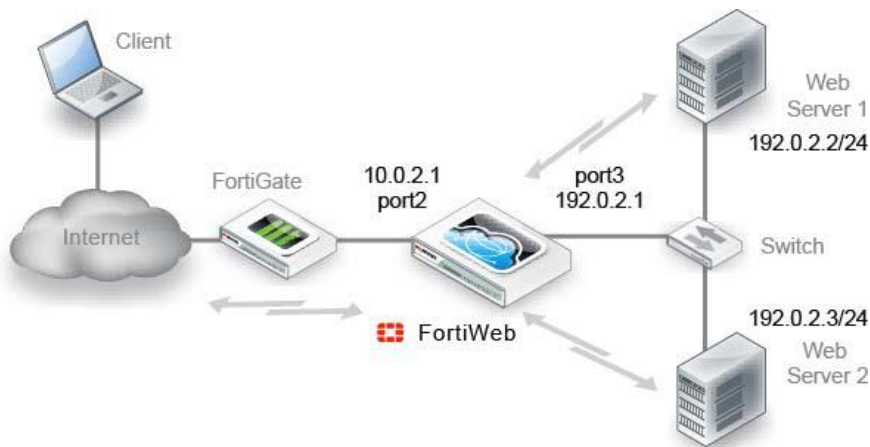 Client
Internet
FortiGate
10.0.2.1
port2
FortiWeb
port3
192.0.2.1
Web
Server 1
192.0.2.2/24
Switch
192.0.2.3/24
Web
Server 2